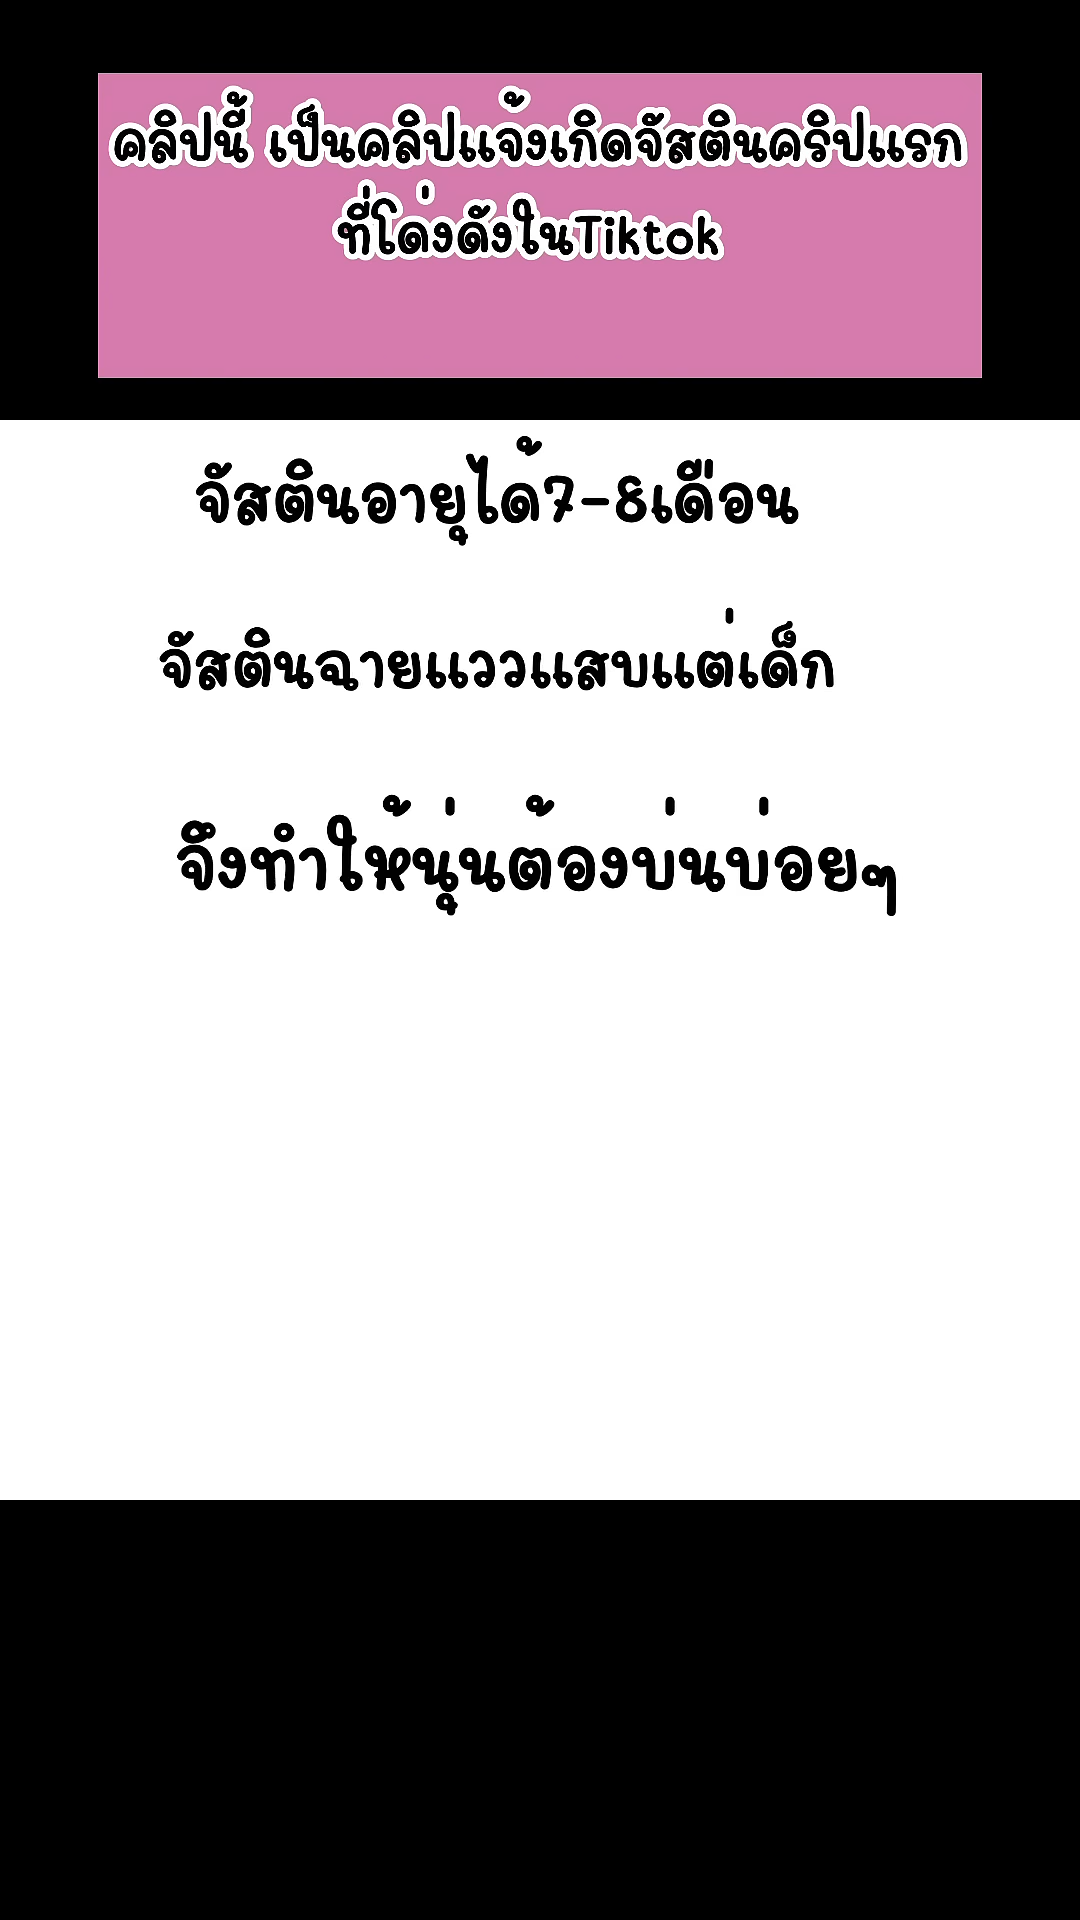 คลิปนี้ เป็นคลิปแจ้งเกิดจัสตินคริปแรก
ที่โด่งดังในTiktok
จัสตินอายุได้7-8เดือน
จัสตินฉายแววแสบแต่เด็ก
จึงทำให้นุ่นต้องบ่นบ่อยๆ